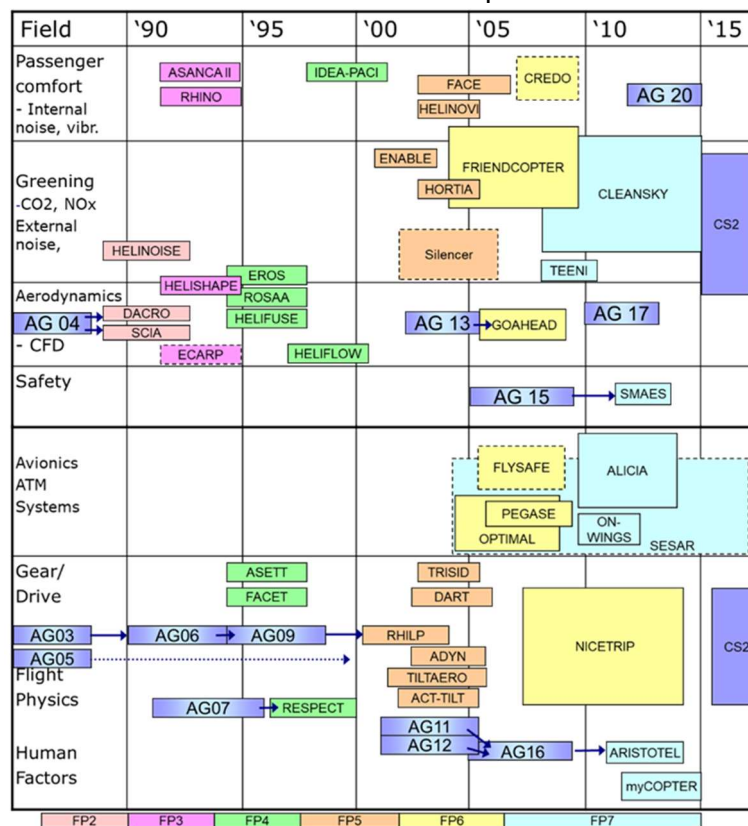 Field
'90
'95
'00
'05
'10
'15
Passenger
comfort
- Internal
noise, vibr.
ASANCA II
RHINO
IDEA-PACI
FACE
HELINOVI
CREDO
AG 20
Greening
-CO2, NOx
External
noise,
ENABLE
HORTIA
FRIENDCOPTER
CLEANSKY
CS2
HELINOISE
Silencer
TEENI
EROS
HELISHAPE
ROSAA
HELIFUSE
Aerodynamics
AG 04
- CFD
DACRO
SCIA
ECARP
HELIFLOW
AG 13
GOAHEAD
AG 17
Safety
AG 15
SMAES
Avionics
ATM
Systems
FLYSAFE
ALICIA
PEGASE
OPTIMAL
ON-
WINGS
SESAR
Gear/
Drive
ASETT
FACET
TRISID
DART
NICETRIP
CS2
AG03
AG06
AG09
RHILP
AG05
ADYN
Flight
Physics
TILTAERO
ACT-TILT
AG07
RESPECT
AG11
AG12
AG16
ARISTOTEL
Human
Factors
myCOPTER
FP2
FP3
FP4
FP5
FP6
FP7